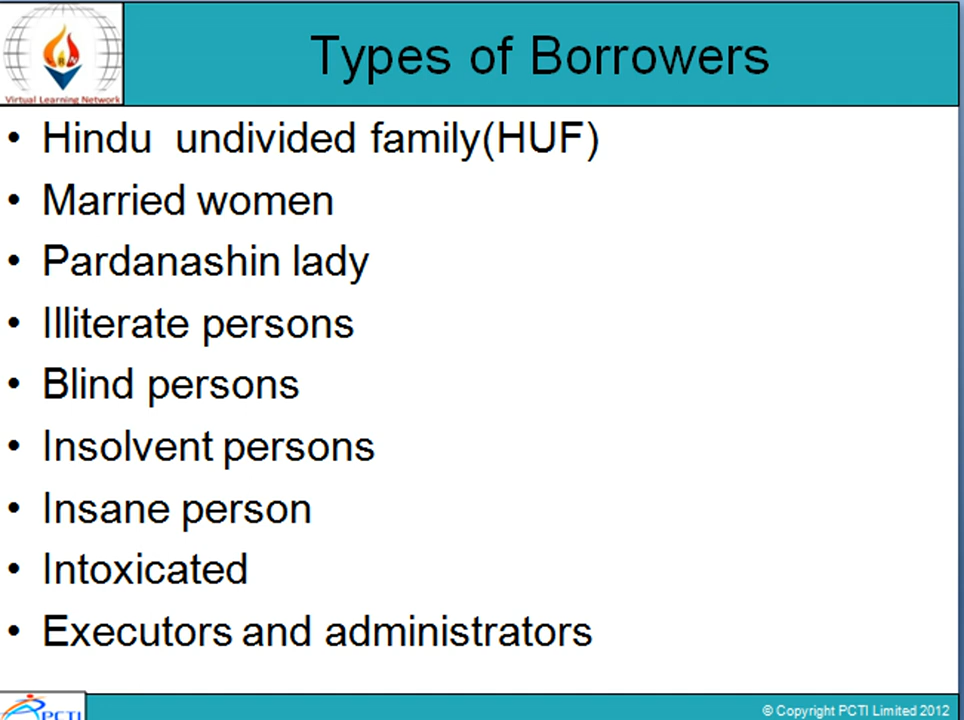 Types of Borrowers
Virtual Learning Network
• Hindu undivided family(HUF)
• Married women
• Pardanashin lady
• Illiterate persons
• Blind persons
• Insolvent persons
• Insane person
• Intoxicated
• Executors and administrators
PCTI
© Copyright PCTI Limited 2012